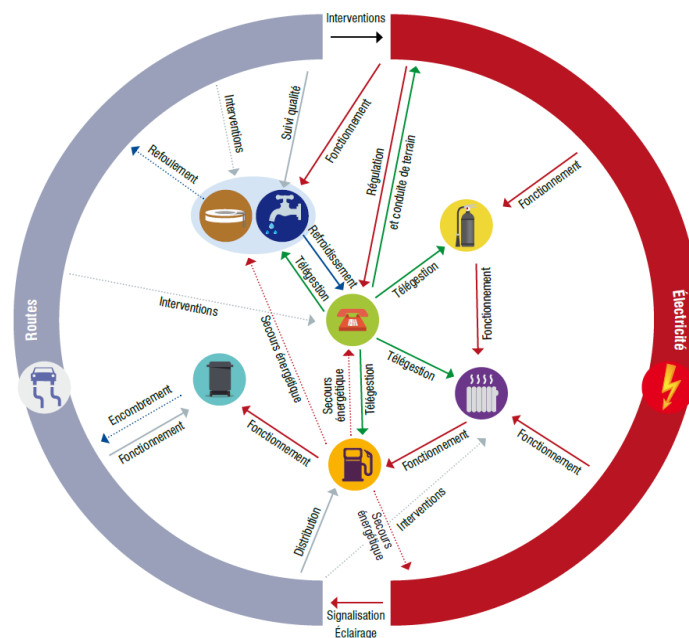 Interventions
Interventions
Suivi qualité
Fonctionnement
Régulation
et conduite de terrain
Refoulement
Fonctionnement
Refroidissement
Télégestion
Télégestion
Fonctionnement
Interventions
Routes
Électricité
Secours énergétique
Secours
énergétique
Télégestion
Télégestion
Encombrement
Fonctionnement
Fonctionnement
Fonctionnement
Fonctionnement
Interventions
Distribution
Secours
énergétique
Signalisation
Éclairage